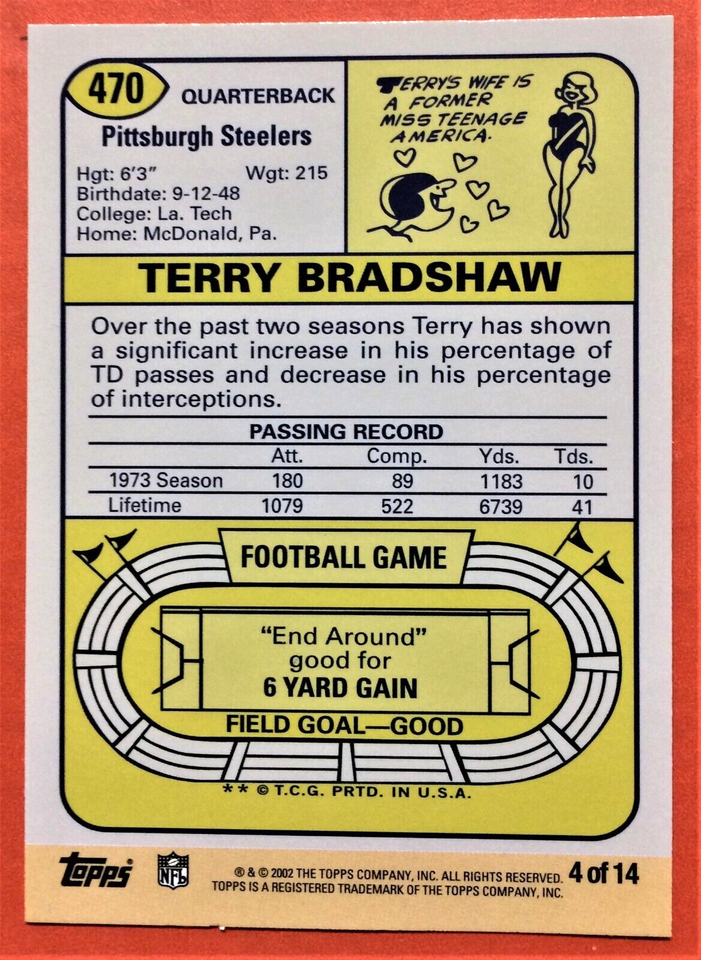 470
QUARTERBACK
Pittsburgh Steelers
Hgt: 6'3" Wgt: 215
Birthdate: 9-12-48
College: La. Tech
Home: McDonald, Pa.
TERRY'S WIFE IS
A FORMER
MISS TEENAGE
AMERICA.
TERRY BRADSHAW
Over the past two seasons Terry has shown
a significant increase in his percentage of
TD passes and decrease in his percentage
of interceptions.
PASSING RECORD
Att. Comp. Yds. Tds.
1973 Season 180 89 1183 10
Lifetime 1079 522 6739 41
FOOTBALL GAME
“End Around”
good for
6 YARD GAIN
FIELD GOAL—GOOD
** © T.C.G. PRTD. IN U.S.A.
topps
NFL
® & © 2002 THE TOPPS COMPANY, INC. ALL RIGHTS RESERVED. 4 of 14
TOPPS IS A REGISTERED TRADEMARK OF THE TOPPS COMPANY, INC.